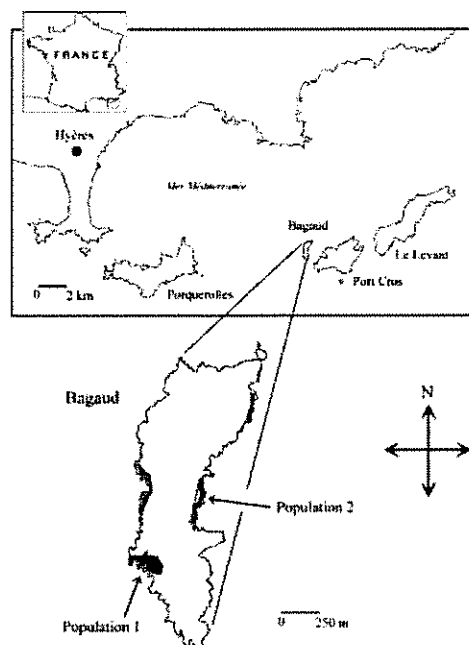 FRANCE
Hyères
Mer Méditerranée
Bagaud
Le Levant
Port Cros
Porquerolles
0 2 km
Bagaud
N
Population 2
Population 1
0 250 m